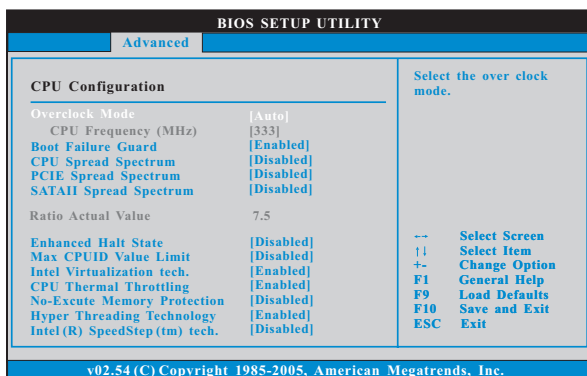 BIOS SETUP UTILITY
Advanced
CPU Configuration
Overclock Mode [Auto]
CPU Frequency (MHz) [333]
Boot Failure Guard [Enabled]
CPU Spread Spectrum [Disabled]
PCIE Spread Spectrum [Disabled]
SATAII Spread Spectrum [Disabled]
Ratio Actual Value 7.5
Enhanced Halt State [Disabled]
Max CPUID Value Limit [Disabled]
Intel Virtualization tech. [Enabled]
CPU Thermal Throttling [Enabled]
No-Excute Memory Protection [Disabled]
Hyper Threading Technology [Enabled]
Intel (R) SpeedStep(tm) tech. [Disabled]
Select the over clock
mode.
←→ Select Screen
↑↓ Select Item
+- Change Option
F1 General Help
F9 Load Defaults
F10 Save and Exit
ESC Exit
v02.54 (C) Copyright 1985-2005, American Megatrends, Inc.